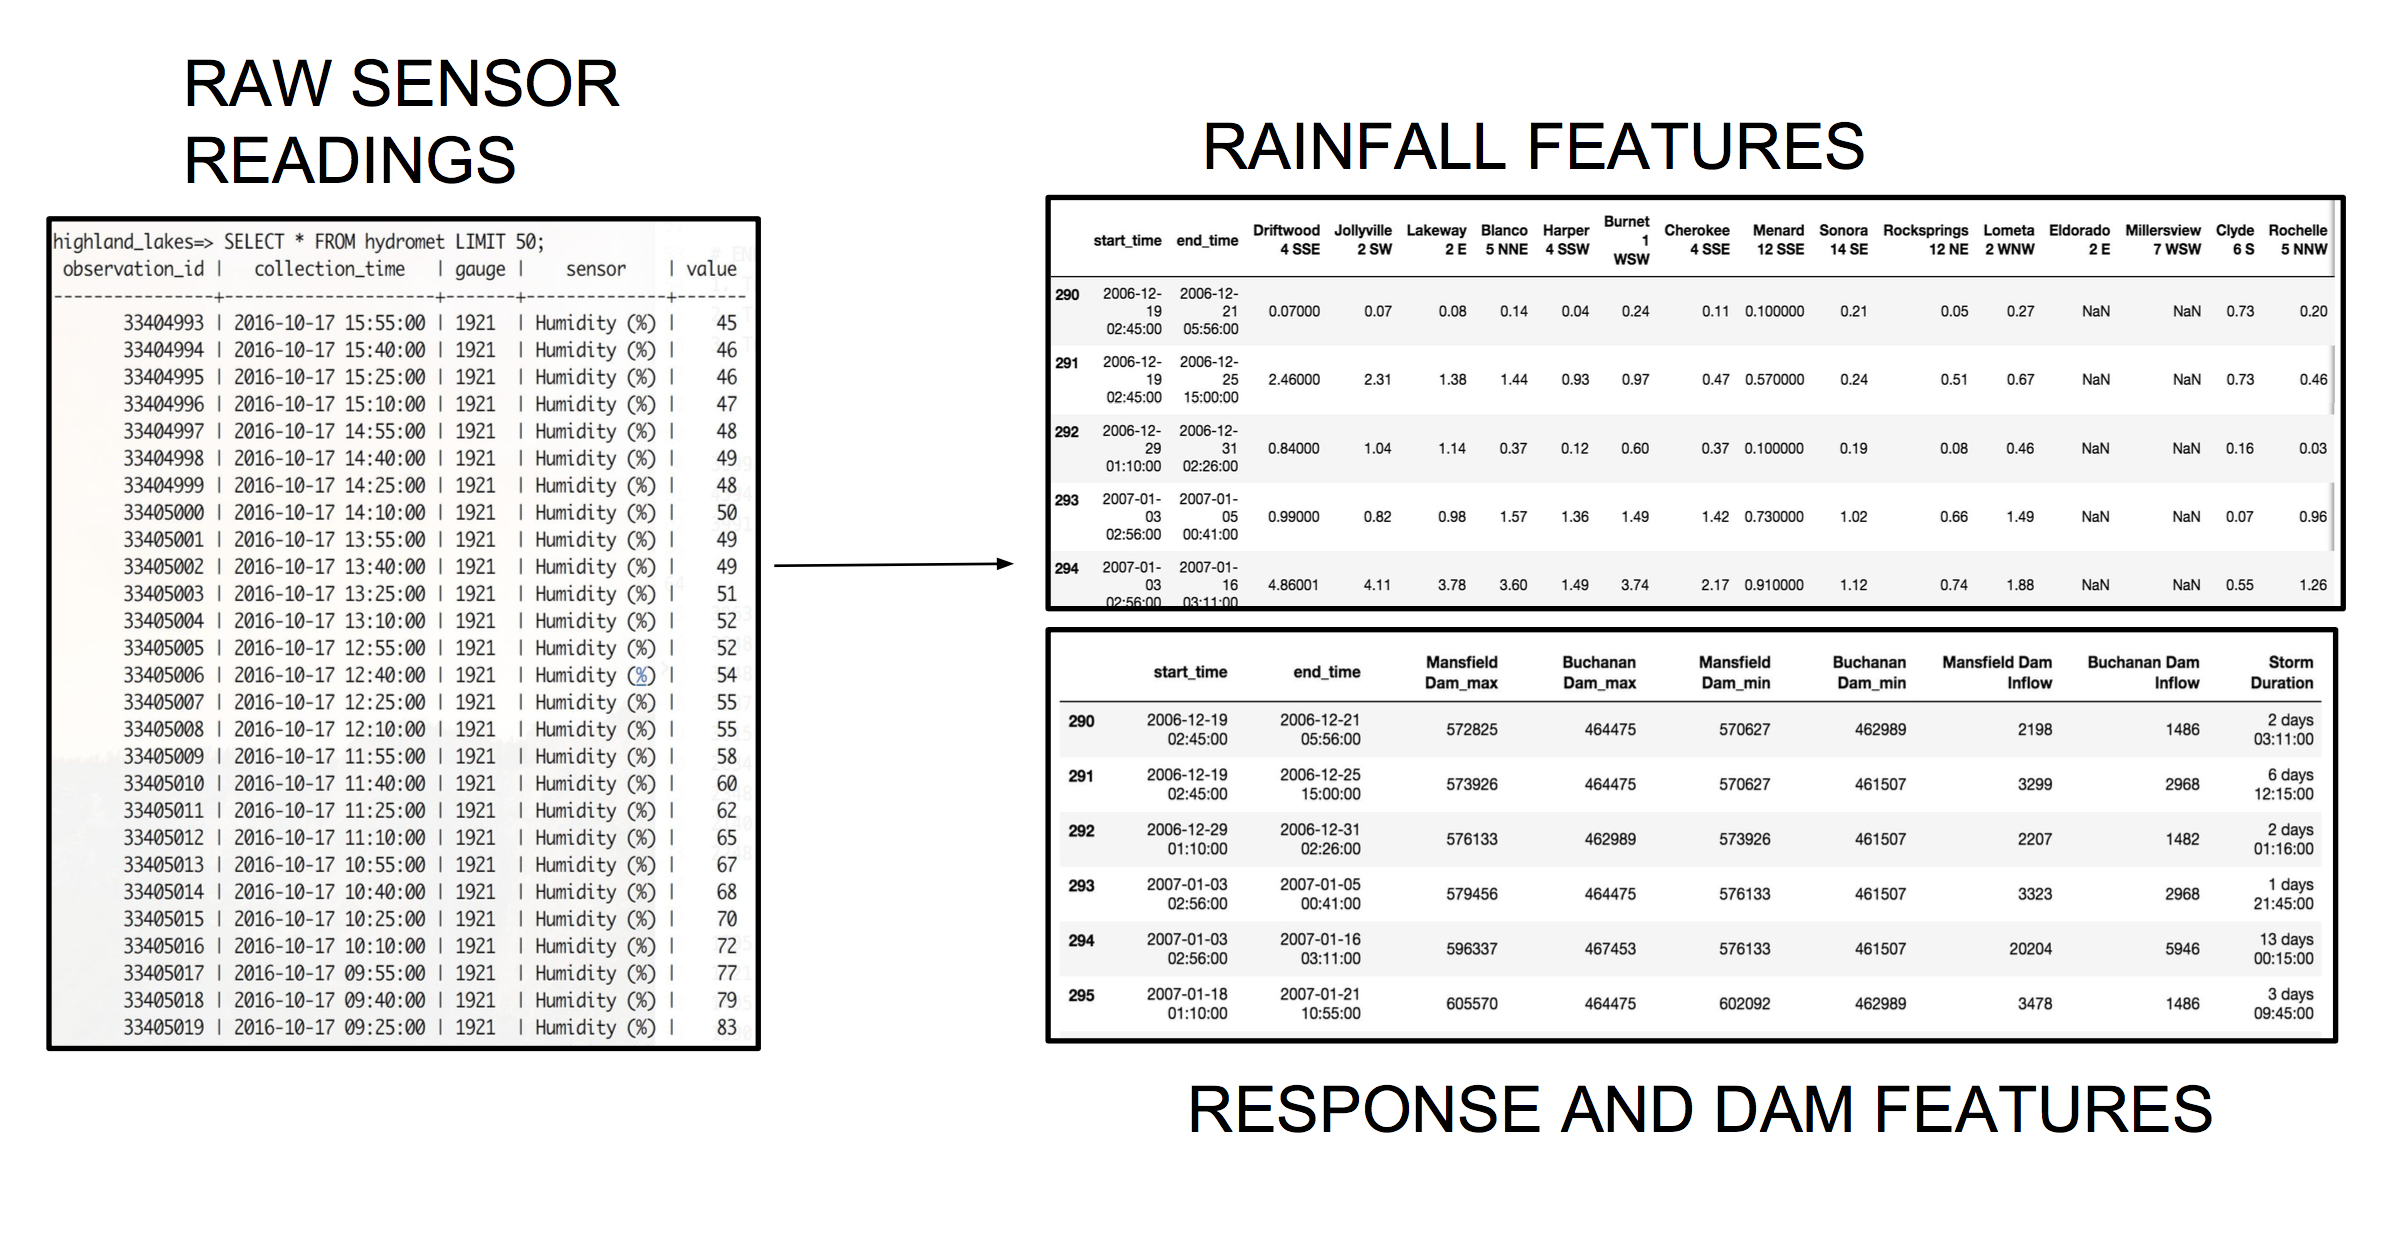 RAW SENSOR
READINGS
highland_lakes=> SELECT * FROM hydromet LIMIT 50;
observation_id | collection_time | gauge | sensor | value
----------------+---------------------+-------+--------------+-------
33404993 | 2016-10-17 15:55:00 | 1921 | Humidity (%) | 45
33404994 | 2016-10-17 15:40:00 | 1921 | Humidity (%) | 46
33404995 | 2016-10-17 15:25:00 | 1921 | Humidity (%) | 46
33404996 | 2016-10-17 15:10:00 | 1921 | Humidity (%) | 47
33404997 | 2016-10-17 14:55:00 | 1921 | Humidity (%) | 48
33404998 | 2016-10-17 14:40:00 | 1921 | Humidity (%) | 49
33404999 | 2016-10-17 14:25:00 | 1921 | Humidity (%) | 48
33405000 | 2016-10-17 14:10:00 | 1921 | Humidity (%) | 50
33405001 | 2016-10-17 13:55:00 | 1921 | Humidity (%) | 49
33405002 | 2016-10-17 13:40:00 | 1921 | Humidity (%) | 49
33405003 | 2016-10-17 13:25:00 | 1921 | Humidity (%) | 51
33405004 | 2016-10-17 13:10:00 | 1921 | Humidity (%) | 52
33405005 | 2016-10-17 12:55:00 | 1921 | Humidity (%) | 52
33405006 | 2016-10-17 12:40:00 | 1921 | Humidity (%) | 54
33405007 | 2016-10-17 12:25:00 | 1921 | Humidity (%) | 55
33405008 | 2016-10-17 12:10:00 | 1921 | Humidity (%) | 55
33405009 | 2016-10-17 11:55:00 | 1921 | Humidity (%) | 58
33405010 | 2016-10-17 11:40:00 | 1921 | Humidity (%) | 60
33405011 | 2016-10-17 11:25:00 | 1921 | Humidity (%) | 62
33405012 | 2016-10-17 11:10:00 | 1921 | Humidity (%) | 65
33405013 | 2016-10-17 10:55:00 | 1921 | Humidity (%) | 67
33405014 | 2016-10-17 10:40:00 | 1921 | Humidity (%) | 68
33405015 | 2016-10-17 10:25:00 | 1921 | Humidity (%) | 70
33405016 | 2016-10-17 10:10:00 | 1921 | Humidity (%) | 72
33405017 | 2016-10-17 09:55:00 | 1921 | Humidity (%) | 77
33405018 | 2016-10-17 09:40:00 | 1921 | Humidity (%) | 79
33405019 | 2016-10-17 09:25:00 | 1921 | Humidity (%) | 83
RAINFALL FEATURES
start_time end_time Driftwood 4 SSE Jollyville 2 SW Lakeway 2 E Blanco 5 NNE Harper 4 SSW Burnet 1 WSW Cherokee 4 SSE Menard 12 SSE Sonora 14 SE Rocksprings 12 NE Lometa 2 WNW Eldorado 2 E Millersview 7 WSW Clyde 6 S Rochelle 5 NNW
290 2006-12-19 02:45:00 2006-12-21 05:56:00 0.07000 0.07 0.08 0.14 0.04 0.24 0.11 0.100000 0.21 0.05 0.27 NaN NaN 0.73 0.20
291 2006-12-19 02:45:00 2006-12-25 15:00:00 2.46000 2.31 1.38 1.44 0.93 0.97 0.47 0.570000 0.24 0.51 0.67 NaN NaN 0.73 0.46
292 2006-12-29 01:10:00 2006-12-31 02:26:00 0.84000 1.04 1.14 0.37 0.12 0.60 0.37 0.100000 0.19 0.08 0.46 NaN NaN 0.16 0.03
293 2007-01-03 02:56:00 2007-01-05 00:41:00 0.99000 0.82 0.98 1.57 1.36 1.49 1.42 0.730000 1.02 0.66 1.49 NaN NaN 0.07 0.96
294 2007-01-03 02:56:00 2007-01-16 03:11:00 4.86001 4.11 3.78 3.60 1.49 3.74 2.17 0.910000 1.12 0.74 1.88 NaN NaN 0.55 1.26
start_time end_time Mansfield Dam_max Buchanan Dam_max Mansfield Dam_min Buchanan Dam_min Mansfield Dam Inflow Buchanan Dam Inflow Storm Duration
290 2006-12-19 02:45:00 2006-12-21 05:56:00 572825 464475 570627 462989 2198 1486 2 days 03:11:00
291 2006-12-19 02:45:00 2006-12-25 15:00:00 573926 464475 570627 461507 3299 2968 6 days 12:15:00
292 2006-12-29 01:10:00 2006-12-31 02:26:00 576133 462989 573926 461507 2207 1482 2 days 01:16:00
293 2007-01-03 02:56:00 2007-01-05 00:41:00 579456 464475 576133 461507 3323 2968 1 days 21:45:00
294 2007-01-03 02:56:00 2007-01-16 03:11:00 596337 467453 576133 461507 20204 5946 13 days 00:15:00
295 2007-01-18 01:10:00 2007-01-21 10:55:00 605570 464475 602092 462989 3478 1486 3 days 09:45:00
RESPONSE AND DAM FEATURES